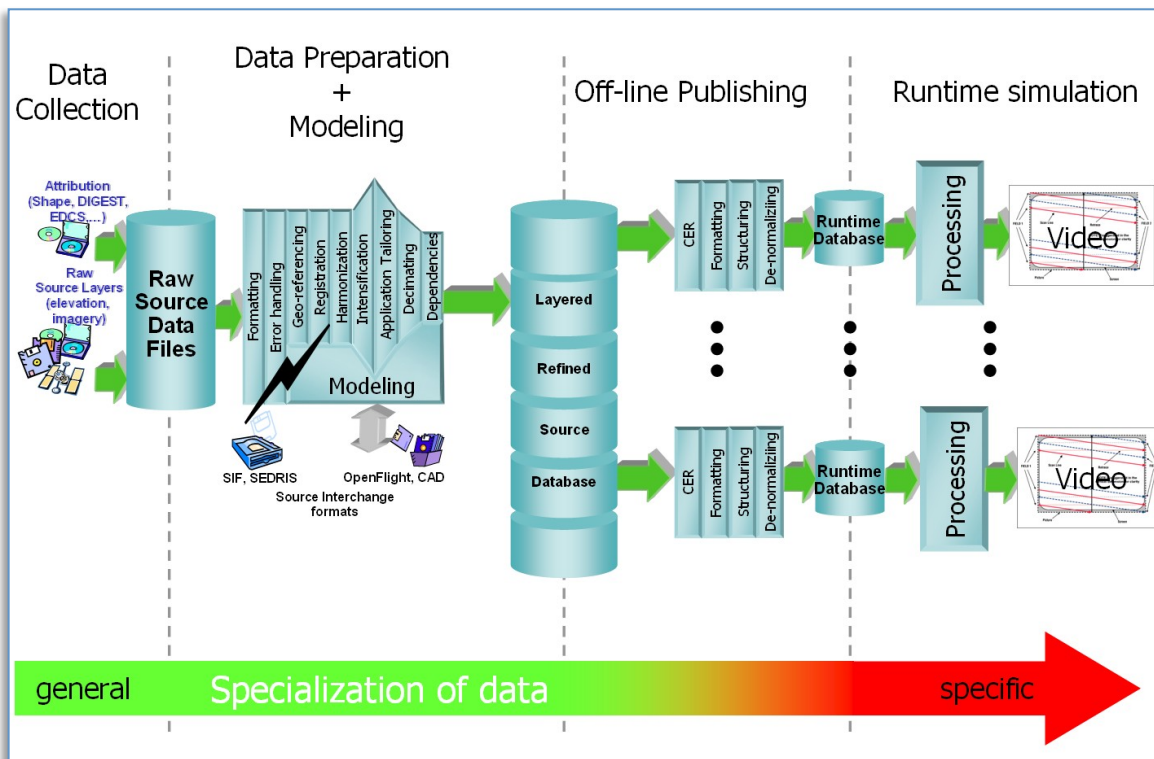 Data
Collection
Data Preparation
+
Modeling
Off-line Publishing
Runtime simulation
Attribution
(Shape, DIGEST,
EDCS,...)
Raw
Source Layers
(elevation,
imagery)
Raw
Source
Data
Files
Formatting
Error handling
Geo-referencing
Registration
Harmonization
Intensification
Application Tailoring
Decimating
Dependencies
Modeling
SIF, SEDRIS
OpenFlight, CAD
Source Interchange
formats
Layered
Refined
Source
Database
CER
Formatting
Structuring
De-normaliziing
Runtime
Database
Processing
Video
CER
Formatting
Structuring
De-normaliziing
Runtime
Database
Processing
Video
general
Specialization of data
specific